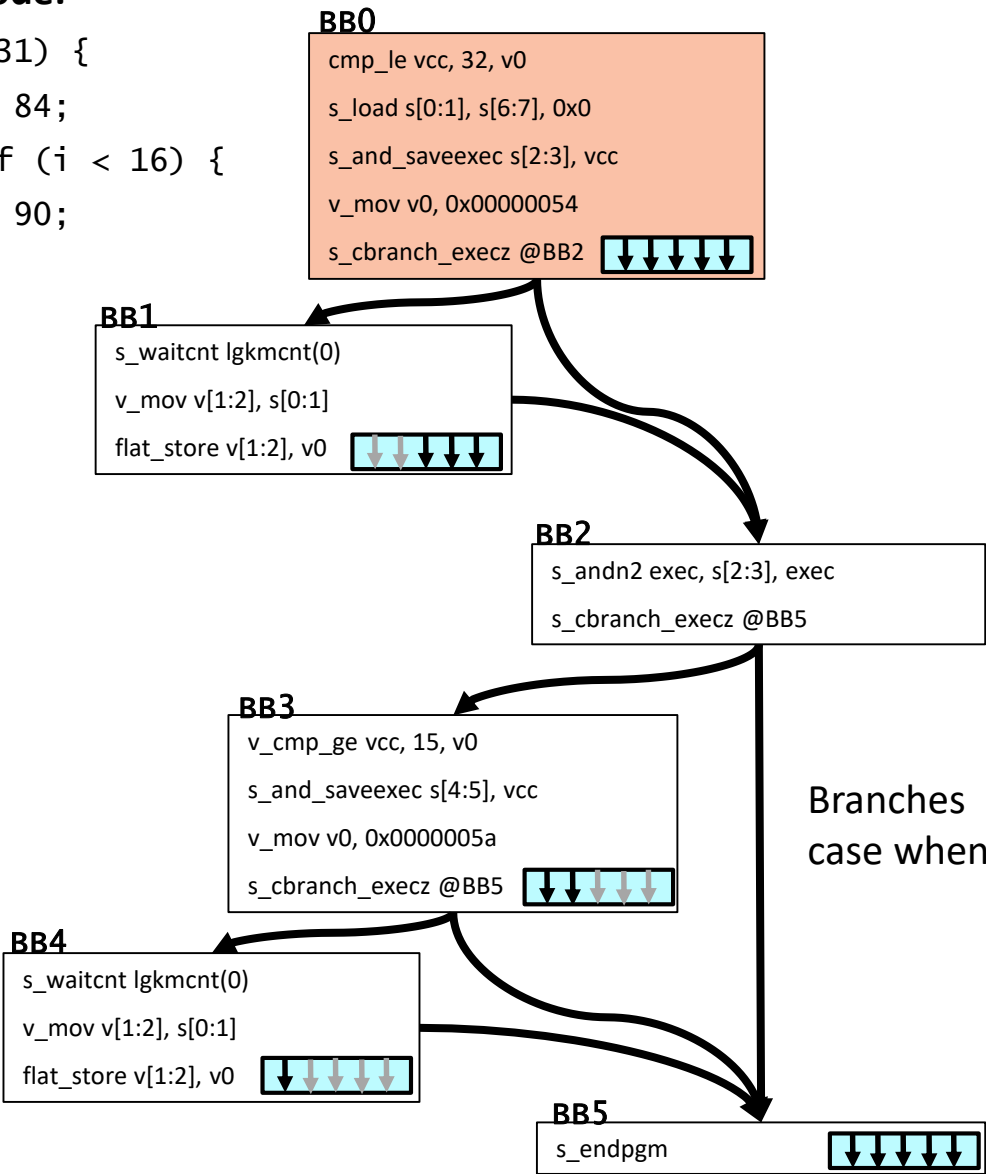 ode:
31) {
84;
f (i < 16) {
90;
BB0
cmp_le vcc, 32, v0
s_load s[0:1], s[6:7], 0x0
s_and_saveexec s[2:3], vcc
v_mov v0, 0x00000054
s_cbranch_execz @BB2
BB1
s_waitcnt lgkmcnt(0)
v_mov v[1:2], s[0:1]
flat_store v[1:2], v0
BB2
s_andn2 exec, s[2:3], exec
s_cbranch_execz @BB5
BB3
v_cmp_ge vcc, 15, v0
s_and_saveexec s[4:5], vcc
v_mov v0, 0x0000005a
s_cbranch_execz @BB5
Branches
case when
BB4
s_waitcnt lgkmcnt(0)
v_mov v[1:2], s[0:1]
flat_store v[1:2], v0
BB5
s_endpgm